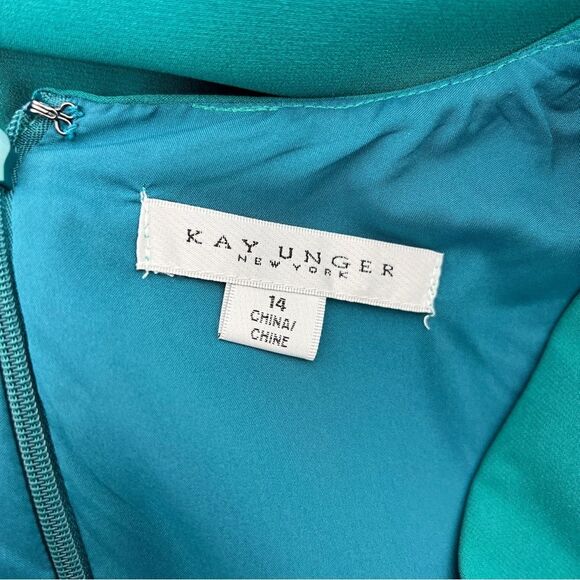 KAY UNGER
NEW YORK
14
CHINA/
CHINE